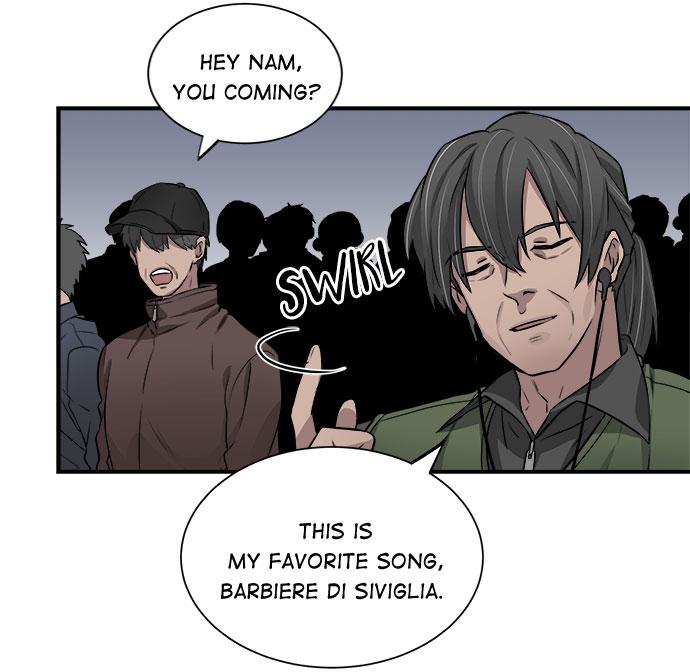 HEY NAM,
YOU COMING?
SWIRL
THIS IS
MY FAVORITE SONG,
BARBIERE DI SIVIGLIA.